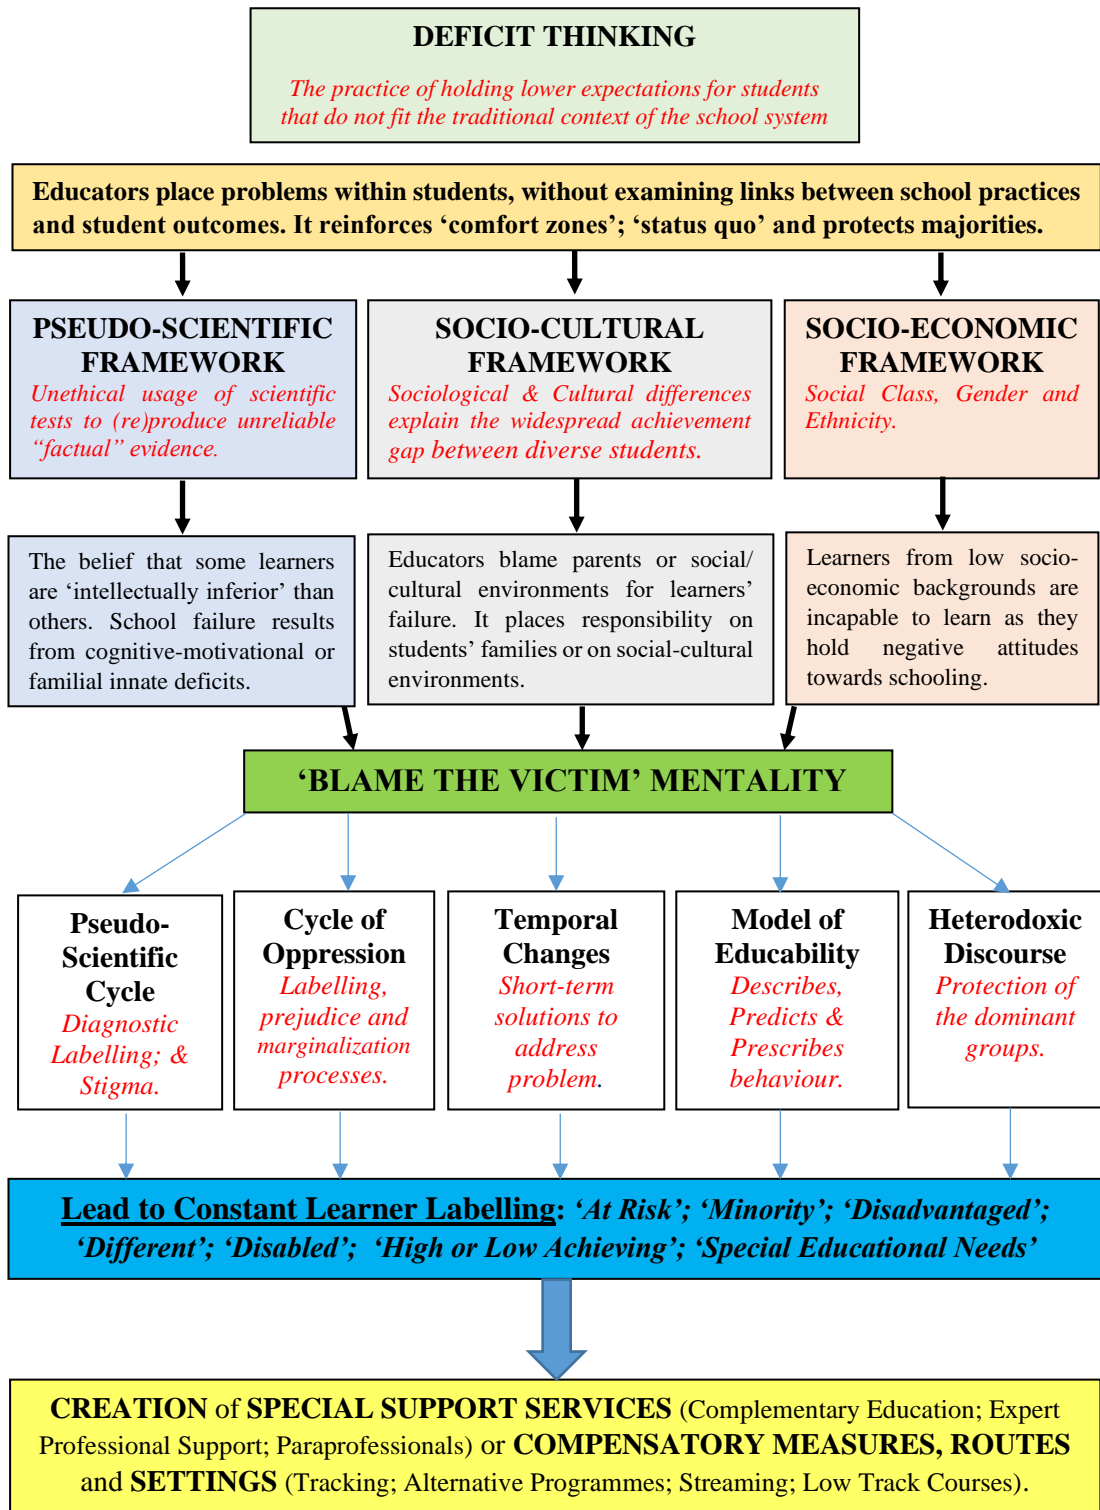 DEFICIT THINKING
The practice of holding lower expectations for students
that do not fit the traditional context of the school system
Educators place problems within students, without examining links between school practices
and student outcomes. It reinforces ‘comfort zones’; ‘status quo’ and protects majorities.
PSEUDO-SCIENTIFIC
FRAMEWORK
Unethical usage of scientific
tests to (re)produce unreliable
“factual” evidence.
SOCIO-CULTURAL
FRAMEWORK
Sociological & Cultural differences
explain the widespread achievement
gap between diverse students.
SOCIO-ECONOMIC
FRAMEWORK
Social Class, Gender and
Ethnicity.
The belief that some learners
are ‘intellectually inferior’ than
others. School failure results
from cognitive-motivational or
familial innate deficits.
Educators blame parents or social/
cultural environments for learners’
failure. It places responsibility on
students’ families or on social-cultural
environments.
Learners from low socio-
economic backgrounds are
incapable to learn as they
hold negative attitudes
towards schooling.
‘BLAME THE VICTIM’ MENTALITY
Pseudo-
Scientific
Cycle
Diagnostic
Labelling; &
Stigma.
Cycle of
Oppression
Labelling,
prejudice and
marginalization
processes.
Temporal
Changes
Short-term
solutions to
address
problem.
Model of
Educability
Describes,
Predicts &
Prescribes
behaviour.
Heterodoxic
Discourse
Protection of
the dominant
groups.
Lead to Constant Learner Labelling: ‘At Risk’; ‘Minority’; ‘Disadvantaged’;
‘Different’; ‘Disabled’; ‘High or Low Achieving’; ‘Special Educational Needs’
CREATION of SPECIAL SUPPORT SERVICES (Complementary Education; Expert
Professional Support; Paraprofessionals) or COMPENSATORY MEASURES, ROUTES
and SETTINGS (Tracking; Alternative Programmes; Streaming; Low Track Courses).